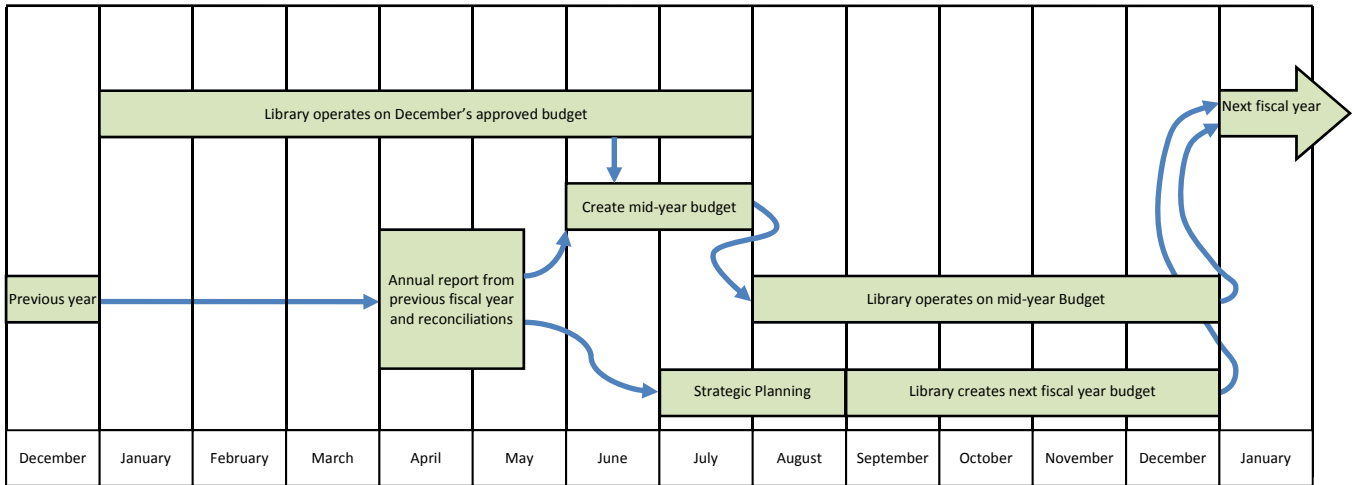 Library operates on December's approved budget
Next fiscal year
Create mid-year budget
Annual report from
previous fiscal year
and reconciliations
Previous year
Library operates on mid-year Budget
Strategic Planning
Library creates next fiscal year budget
December January February March April May June July August September October November December January